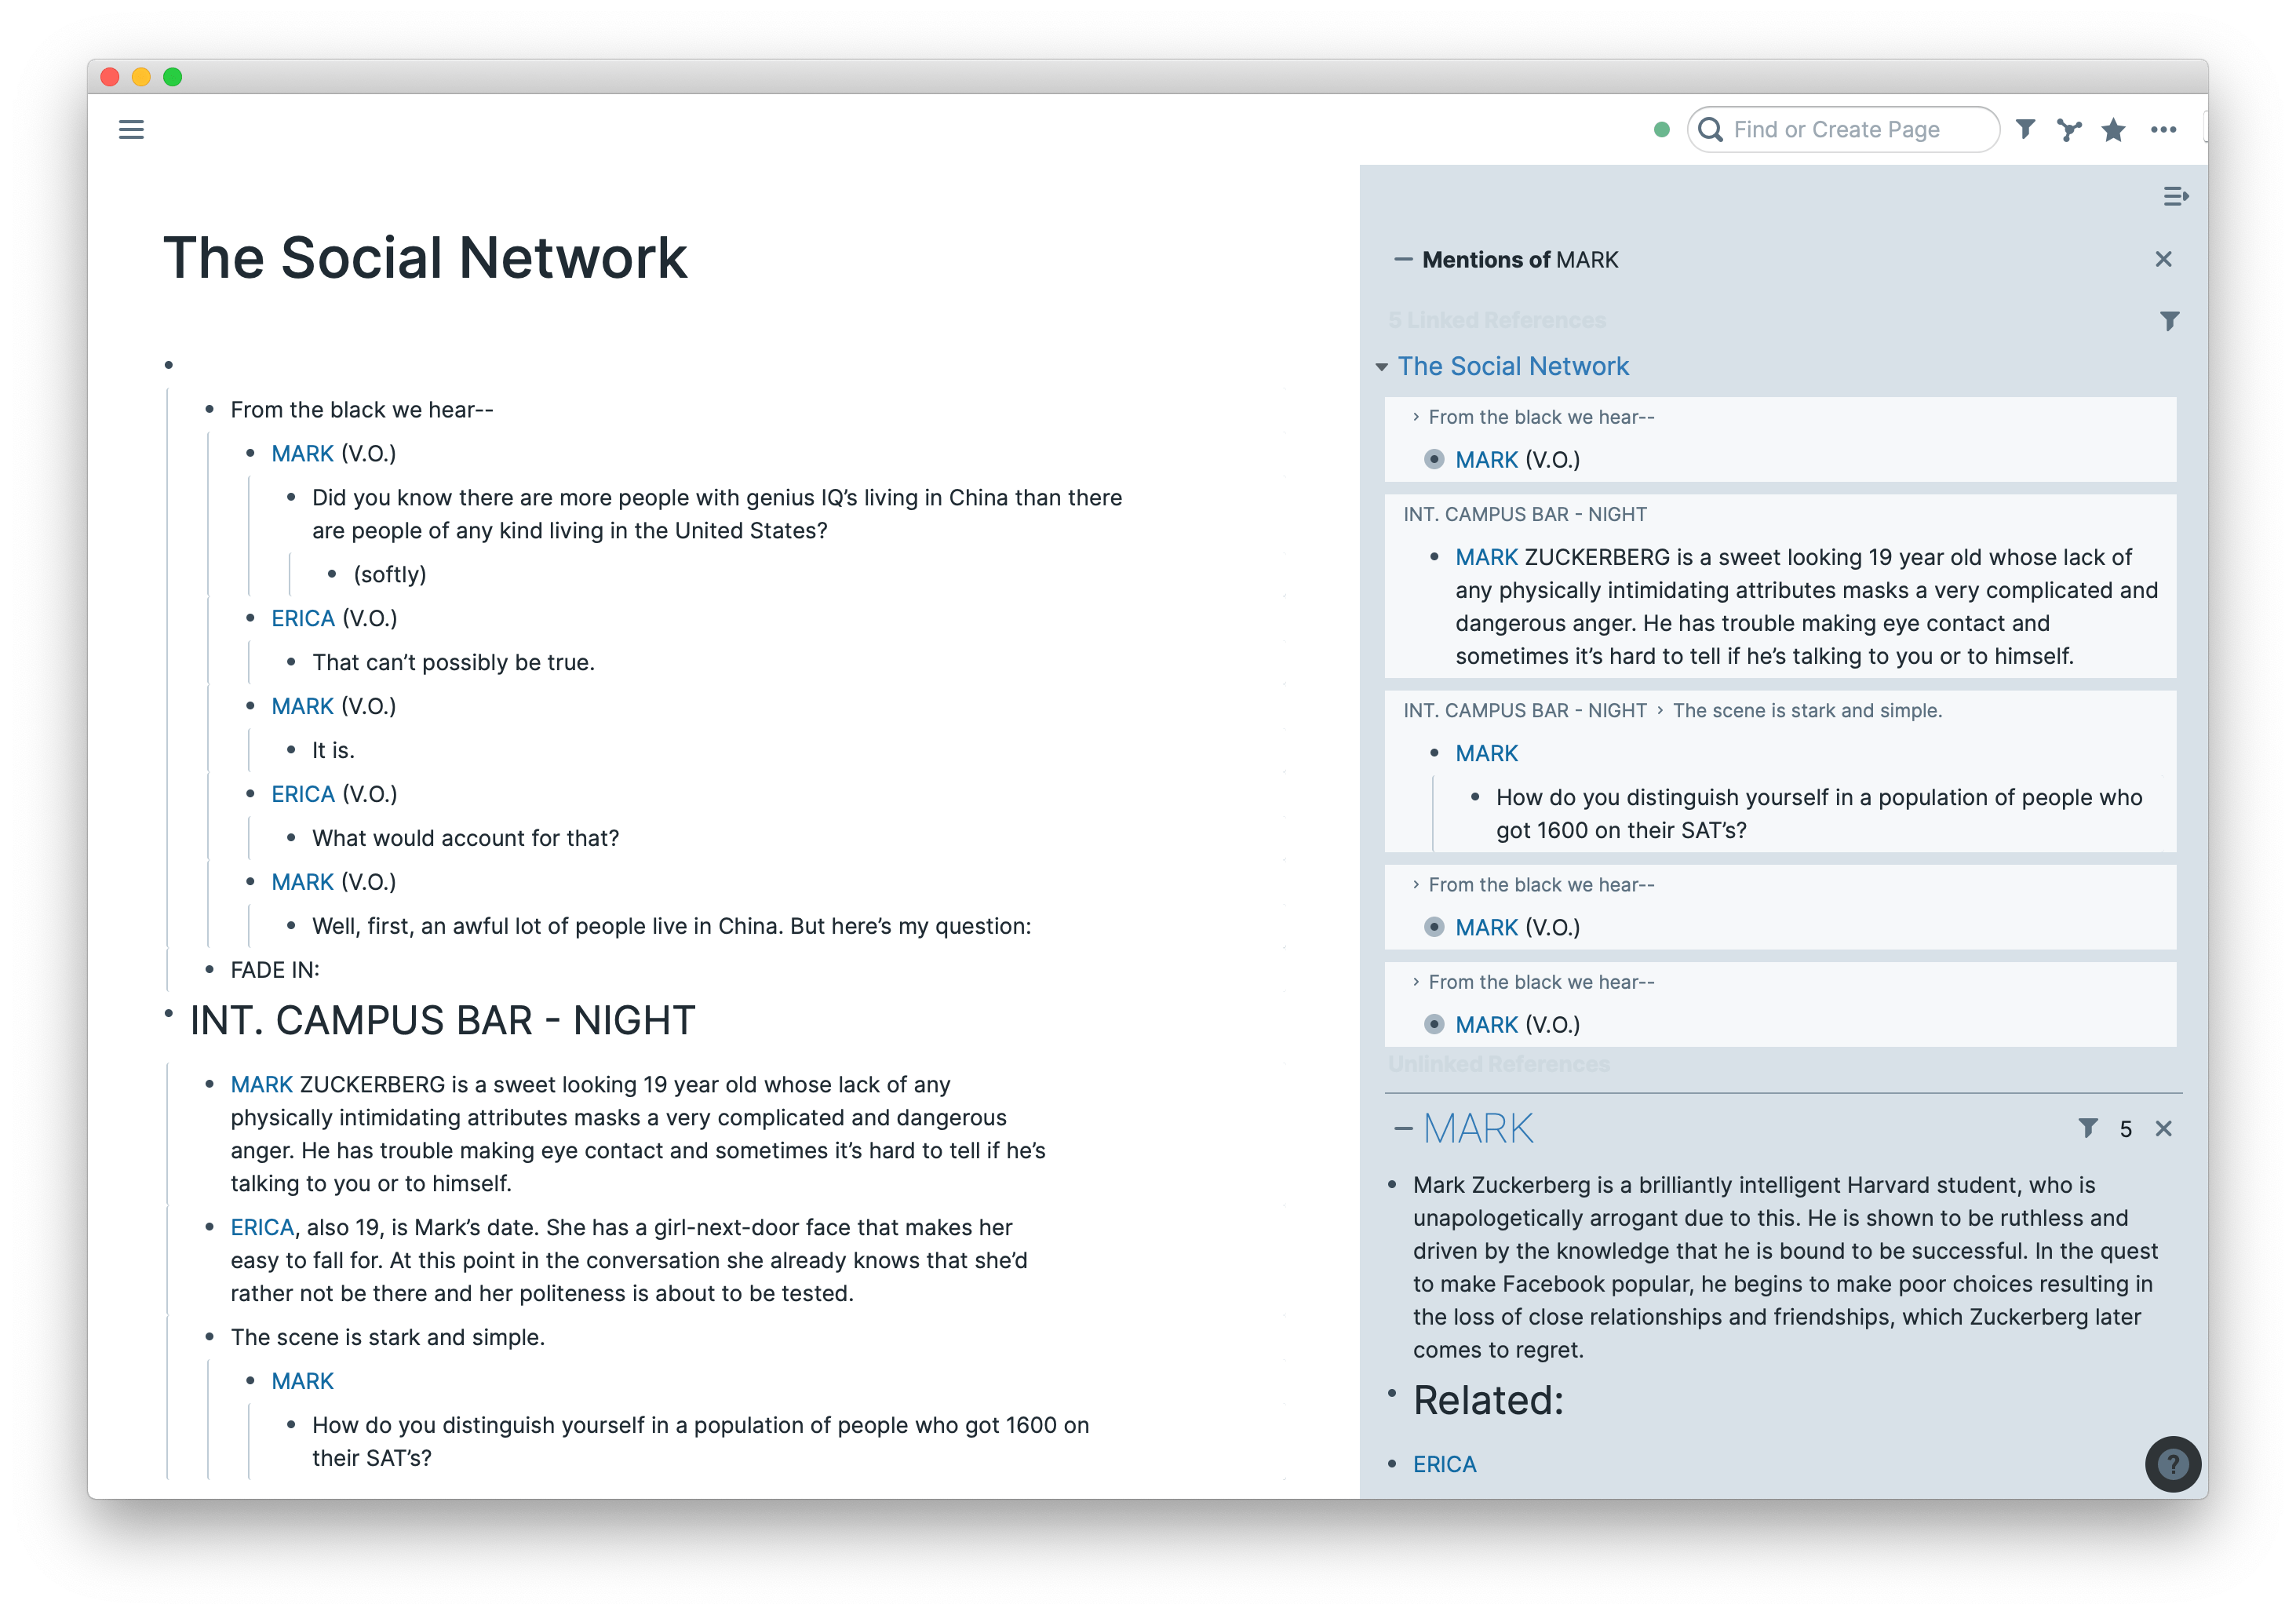 Find or Create Page
The Social Network
From the black we hear--
MARK (V.O.)
Did you know there are more people with genius IQ’s living in China than there
are people of any kind living in the United States?
(softly)
ERICA (V.O.)
That can’t possibly be true.
MARK (V.O.)
It is.
ERICA (V.O.)
What would account for that?
MARK (V.O.)
Well, first, an awful lot of people live in China. But here’s my question:
FADE IN:
INT. CAMPUS BAR - NIGHT
MARK ZUCKERBERG is a sweet looking 19 year old whose lack of any
physically intimidating attributes masks a very complicated and dangerous
anger. He has trouble making eye contact and sometimes it’s hard to tell if he’s
talking to you or to himself.
ERICA, also 19, is Mark’s date. She has a girl-next-door face that makes her
easy to fall for. At this point in the conversation she already knows that she’d
rather not be there and her politeness is about to be tested.
The scene is stark and simple.
MARK
How do you distinguish yourself in a population of people who got 1600 on
their SAT’s?
Mentions of MARK
5 Linked References
The Social Network
From the black we hear--
MARK (V.O.)
INT. CAMPUS BAR - NIGHT
MARK ZUCKERBERG is a sweet looking 19 year old whose lack of
any physically intimidating attributes masks a very complicated and
dangerous anger. He has trouble making eye contact and
sometimes it’s hard to tell if he’s talking to you or to himself.
INT. CAMPUS BAR - NIGHT › The scene is stark and simple.
MARK
How do you distinguish yourself in a population of people who
got 1600 on their SAT’s?
From the black we hear--
MARK (V.O.)
From the black we hear--
MARK (V.O.)
Unlinked References
MARK 5
Mark Zuckerberg is a brilliantly intelligent Harvard student, who is
unapologetically arrogant due to this. He is shown to be ruthless and
driven by the knowledge that he is bound to be successful. In the quest
to make Facebook popular, he begins to make poor choices resulting in
the loss of close relationships and friendships, which Zuckerberg later
comes to regret.
Related:
ERICA
?